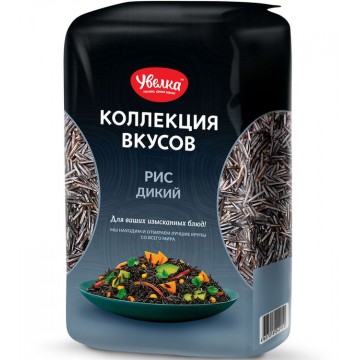 Увелка
КОЛЛЕКЦИЯ
ВКУСОВ
РИС
ДИКИЙ
Для ваших изысканных блюд!
МЫ НАХОДИМ И ОТБИРАЕМ ЛУЧШИЕ КРУПЫ
СО ВСЕГО МИРА